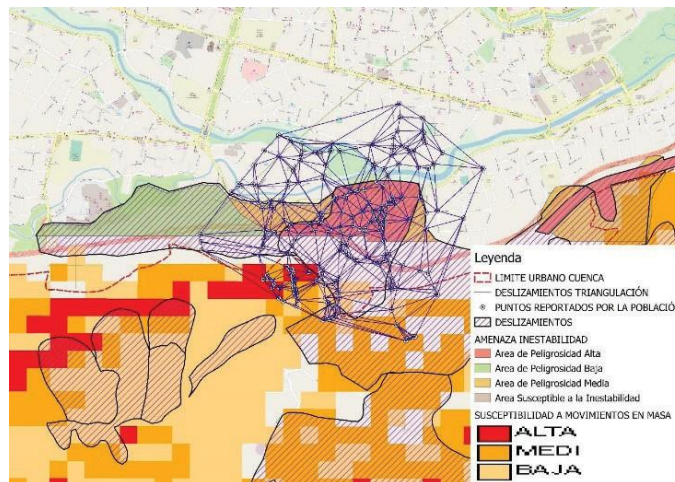 Leyenda
LIMITE URBANO CUENCA
DESLIZAMIENTOS TRIANGULACIÓN
PUNTOS REPORTADOS POR LA POBLACIÓ
DESLIZAMIENTOS
AMENAZA INESTABILIDAD
Area de Peligrosidad Alta
Area de Peligrosidad Baja
Area de Peligrosidad Media
Area Susceptible a la Inestabilidad
SUSCEPTIBILIDAD A MOVIMIENTOS EN MASA
ALTA
MEDI
BAJA